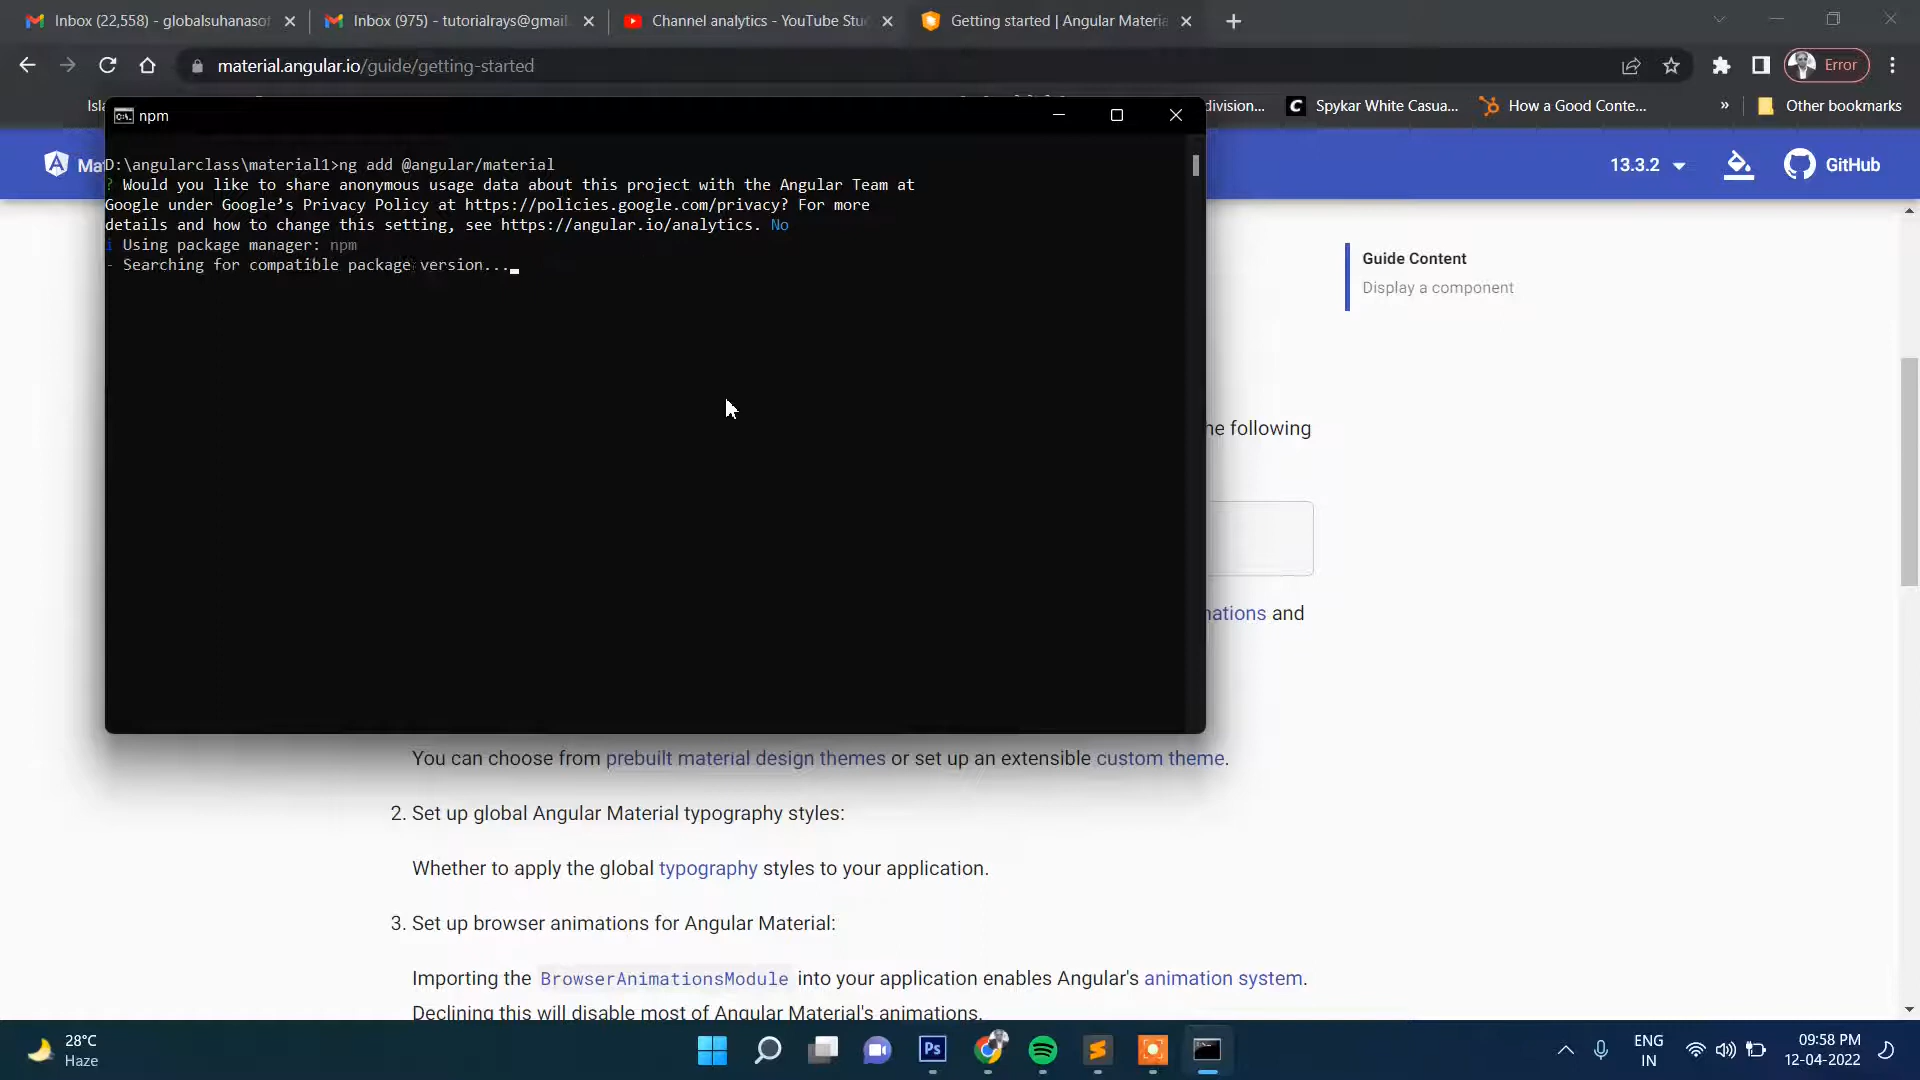 Inbox (22,558) - globalsuhanasof
Inbox (975) - tutorialrays@gmail
Channel analytics - YouTube Stu
Getting started | Angular Materia
material.angular.io/guide/getting-started
Error
Isla
division...
Spykar White Casua...
How a Good Conte...
»
Other bookmarks
npm
Mat
13.3.2
GitHub
D:\angularclass\material1>ng add @angular/material
? Would you like to share anonymous usage data about this project with the Angular Team at
Google under Google’s Privacy Policy at https://policies.google.com/privacy? For more
details and how to change this setting, see https://angular.io/analytics. No
i Using package manager: npm
- Searching for compatible package version...
Guide Content
Display a component
he following
nations and
You can choose from prebuilt material design themes or set up an extensible custom theme.
2. Set up global Angular Material typography styles:
Whether to apply the global typography styles to your application.
3. Set up browser animations for Angular Material:
Importing the BrowserAnimationsModule into your application enables Angular's animation system.
Declining this will disable most of Angular Material's animations.
28°C
Haze
Ps
ENG
IN
09:58 PM
12-04-2022